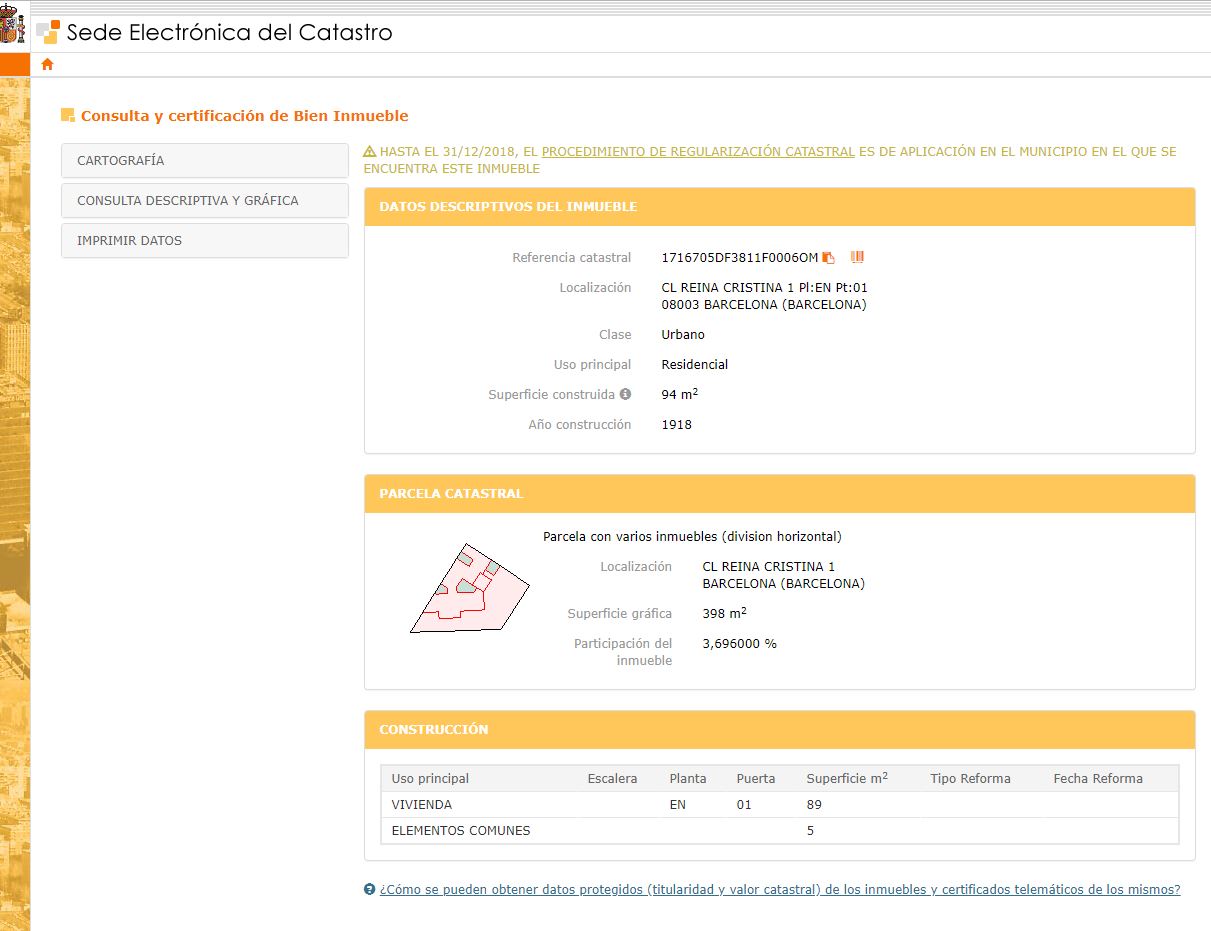 Sede Electrónica del Catastro
Consulta y certificación de Bien Inmueble
CARTOGRAFÍA
CONSULTA DESCRIPTIVA Y GRÁFICA
IMPRIMIR DATOS
HASTA EL 31/12/2018, EL PROCEDIMIENTO DE REGULARIZACIÓN CATASTRAL ES DE APLICACIÓN EN EL MUNICIPIO EN EL QUE SE
ENCUENTRA ESTE INMUEBLE
DATOS DESCRIPTIVOS DEL INMUEBLE
Referencia catastral 1716705DF3811F0006OM
Localización CL REINA CRISTINA 1 Pl:EN Pt:01
08003 BARCELONA (BARCELONA)
Clase Urbano
Uso principal Residencial
Superficie construida 94 m²
Año construcción 1918
PARCELA CATASTRAL
Parcela con varios inmuebles (division horizontal)
Localización CL REINA CRISTINA 1
BARCELONA (BARCELONA)
Superficie gráfica 398 m²
Participación del 3,696000 %
inmueble
CONSTRUCCIÓN
Uso principal Escalera Planta Puerta Superficie m² Tipo Reforma Fecha Reforma
VIVIENDA EN 01 89
ELEMENTOS COMUNES 5
¿Cómo se pueden obtener datos protegidos (titularidad y valor catastral) de los inmuebles y certificados telemáticos de los mismos?